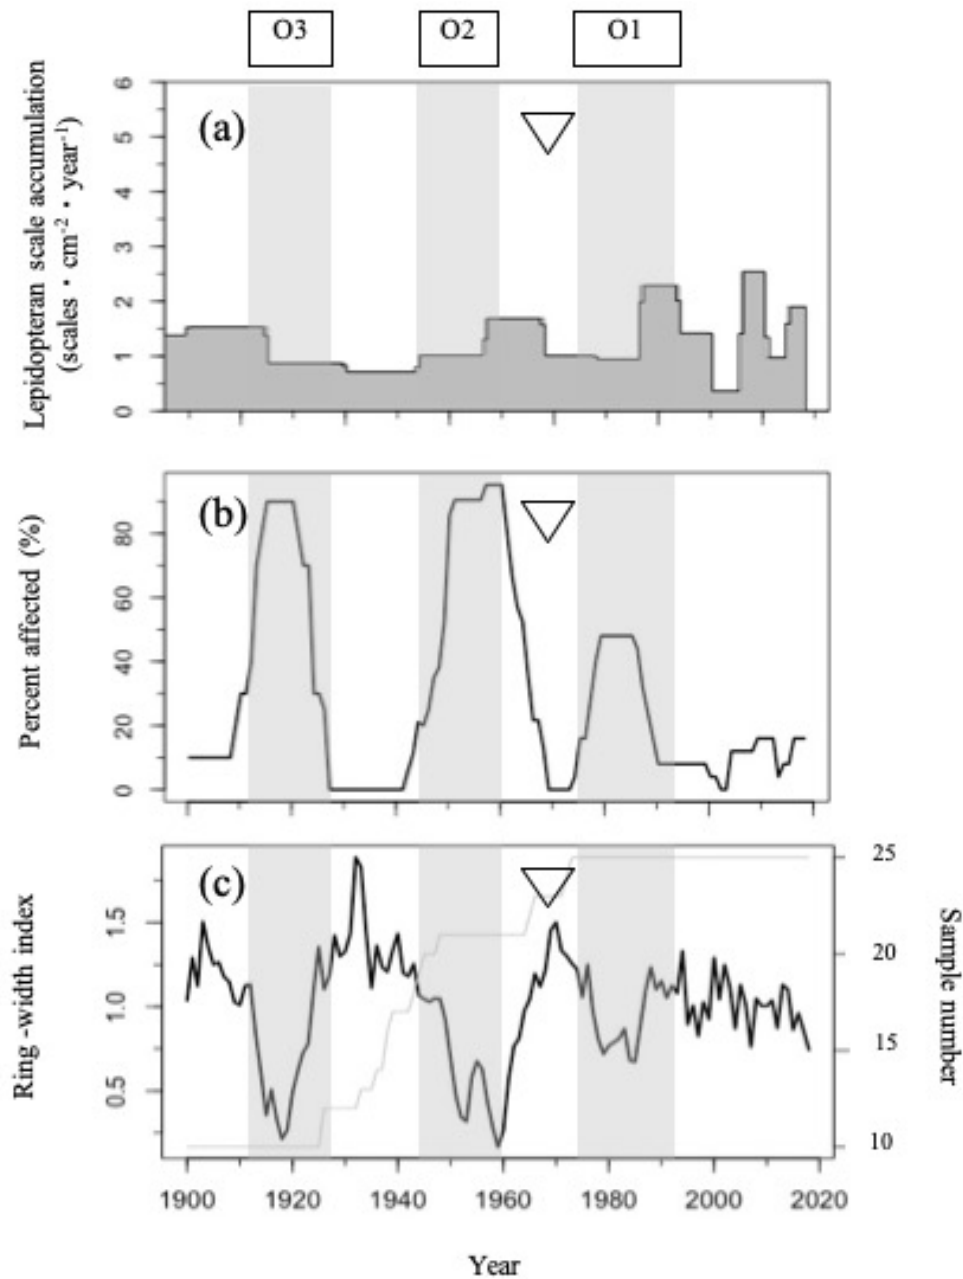 O3 O2 O1
Lepidopteran scale accumulation
(scales · cm-2 · year-1)
(a)
6
5
4
3
2
1
0
Percent affected (%)
(b)
80
60
40
20
0
Ring -width index
(c)
1.5
1.0
0.5
25
20
15
10
Sample number
1900 1920 1940 1960 1980 2000 2020
Year